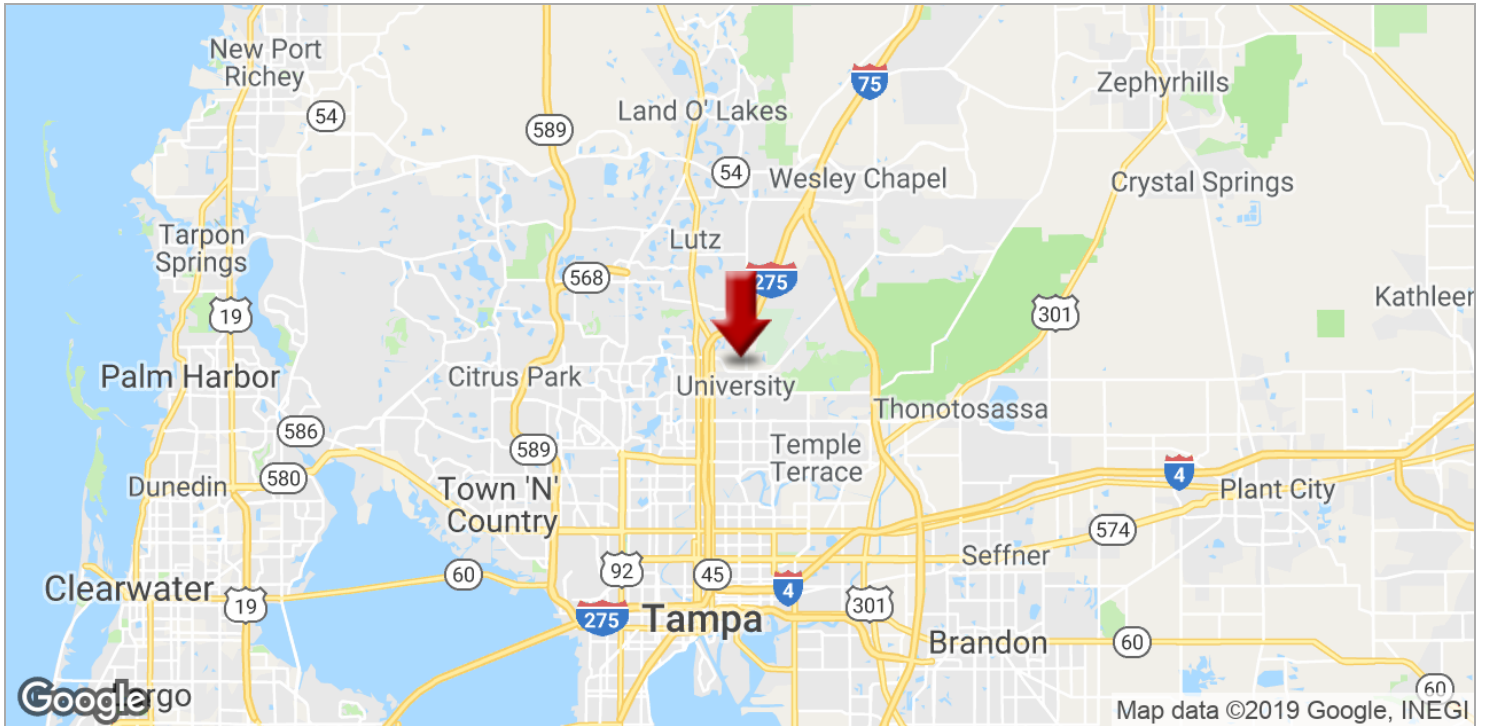 New Port
Richey
75
Zephyrhills
54
Land O' Lakes
589
54
Wesley Chapel
Crystal Springs
Tarpon
Springs
Lutz
568
275
19
301
Kathleen
Palm Harbor
Citrus Park
University
Thonotosassa
586
589
Temple
Terrace
580
Dunedin
4
Town 'N'
Country
Plant City
574
Seffner
60
92
45
Clearwater
19
4
301
275
Tampa
Brandon
60
Google
Largo
60
Map data ©2019 Google, INEGI